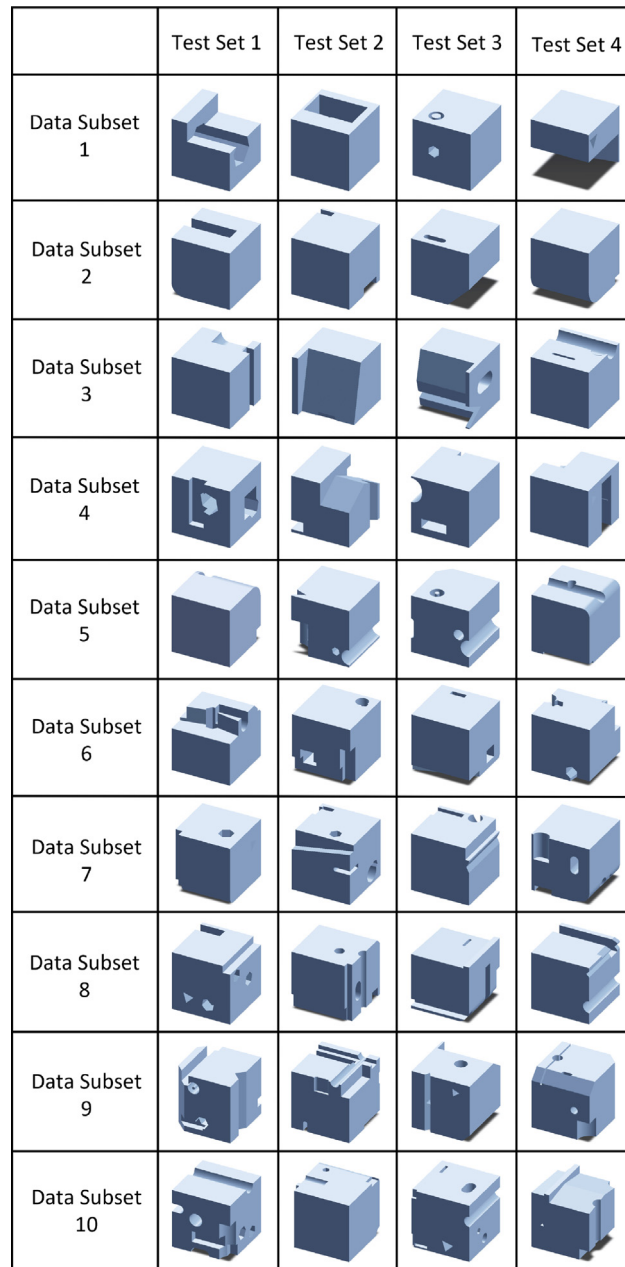 Test Set 1 Test Set 2 Test Set 3 Test Set 4
Data Subset
1
Data Subset
2
Data Subset
3
Data Subset
4
Data Subset
5
Data Subset
6
Data Subset
7
Data Subset
8
Data Subset
9
Data Subset
10